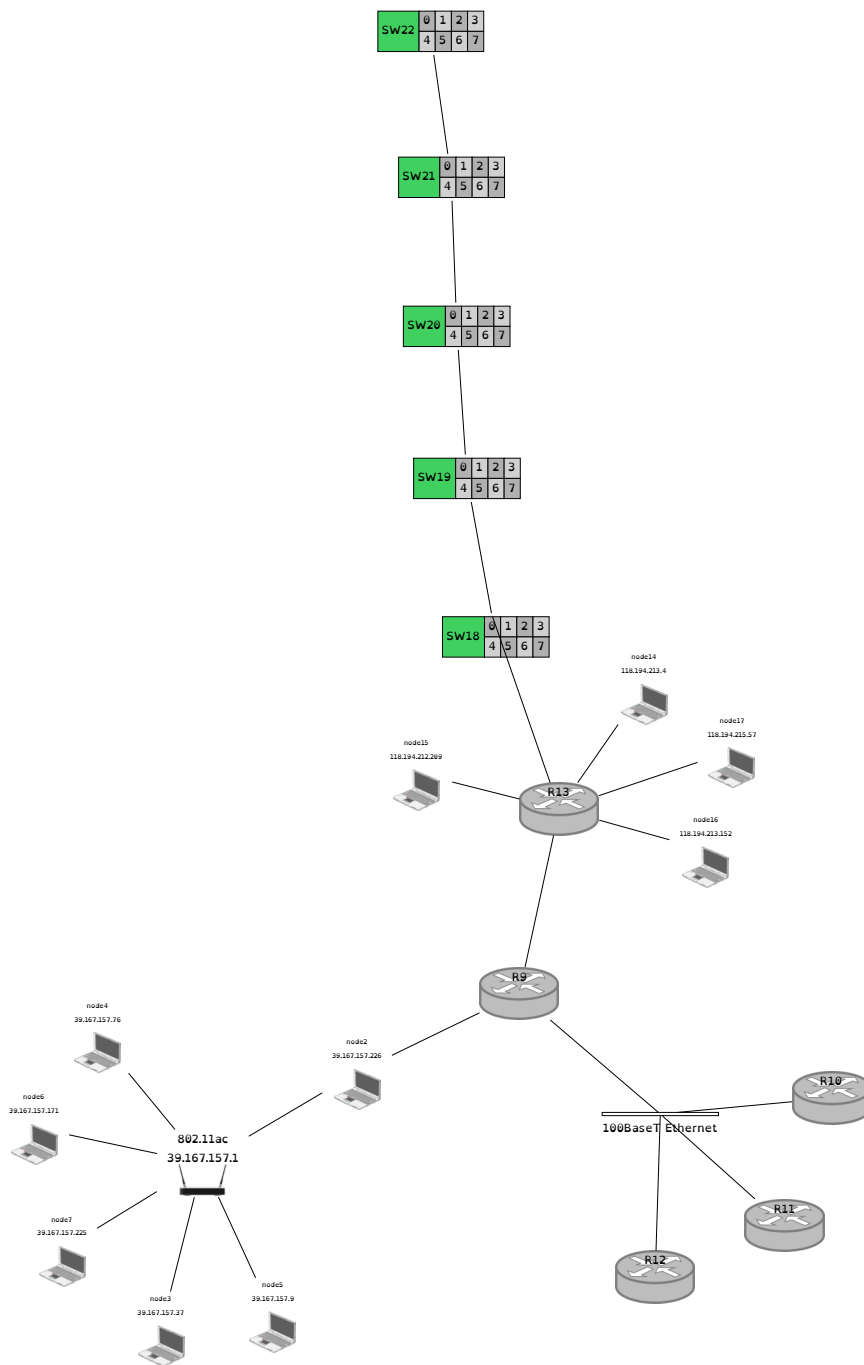 SW22
0 1 2 3
4 5 6 7
SW21
0 1 2 3
4 5 6 7
SW20
0 1 2 3
4 5 6 7
SW19
0 1 2 3
4 5 6 7
SW18
0 1 2 3
4 5 6 7
node14
118.194.213.4
node17
118.194.215.57
node15
118.194.212.209
R13
node16
118.194.213.152
R9
node4
39.167.157.76
node2
39.167.157.226
node6
39.167.157.171
R10
100BaseT Ethernet
802.11ac
39.167.157.1
R11
node7
39.167.157.225
R12
node3
39.167.157.37
node5
39.167.157.9